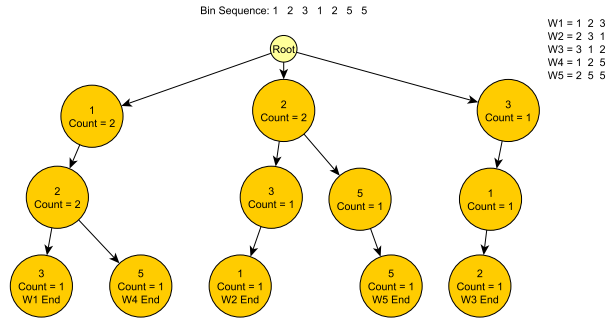 Bin Sequence: 1 2 3 1 2 5 5
W1 = 1 2 3
W2 = 2 3 1
W3 = 3 1 2
W4 = 1 2 5
W5 = 2 5 5
Root
1
Count = 2
2
Count = 2
3
Count = 1
2
Count = 2
3
Count = 1
5
Count = 1
1
Count = 1
3
Count = 1
W1 End
5
Count = 1
W4 End
1
Count = 1
W2 End
5
Count = 1
W5 End
2
Count = 1
W3 End